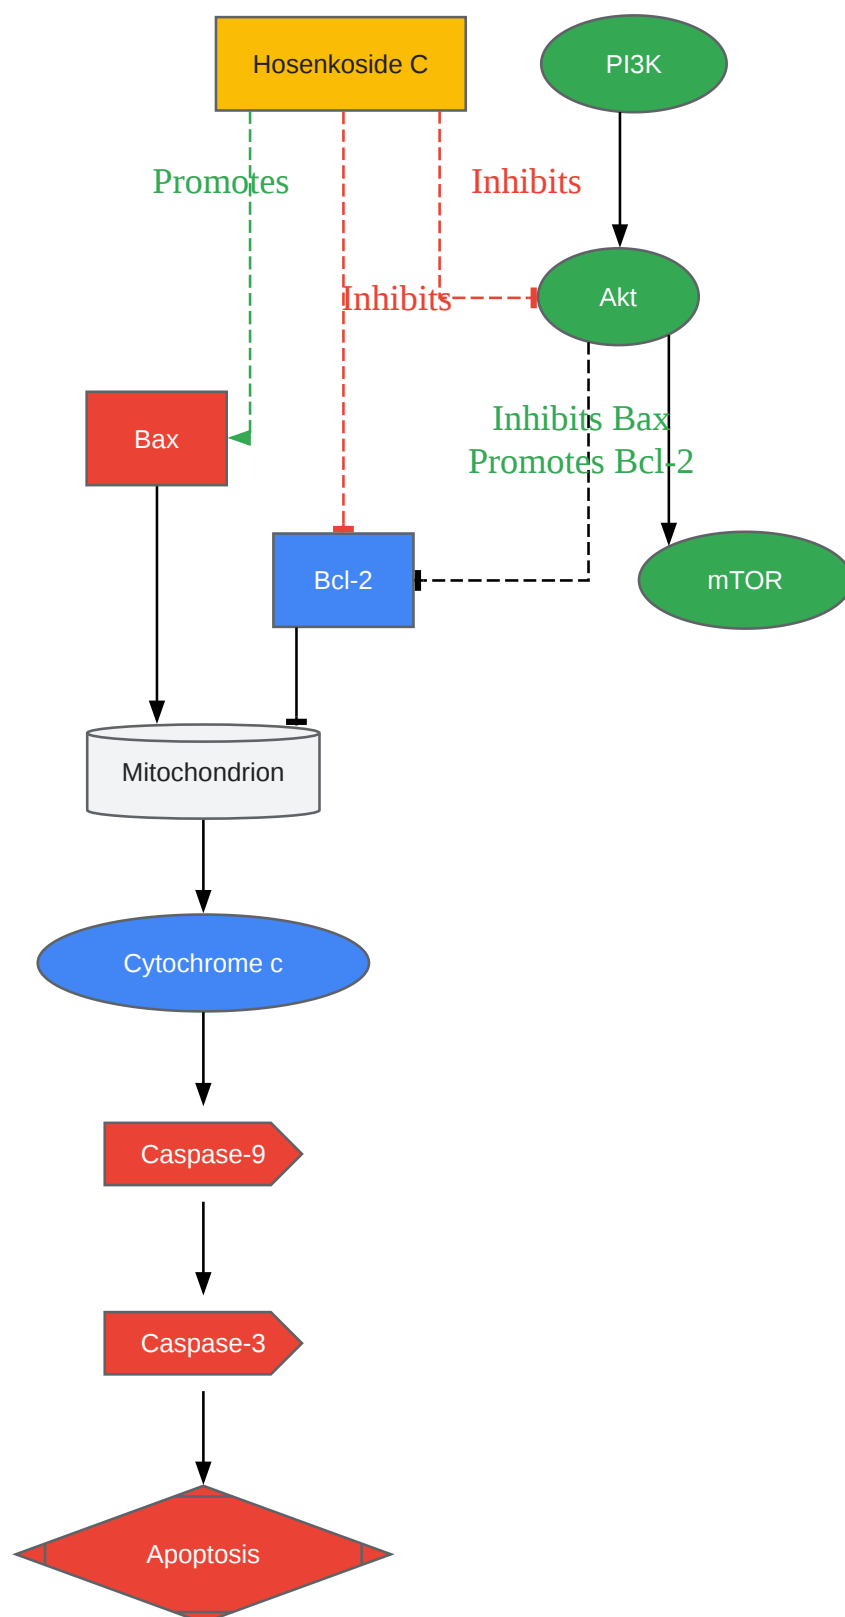 Hosenkoside C
PI3K
Promotes
Inhibits
Inhibits
Akt
Inhibits Bax
Promotes Bcl-2
Bax
Bcl-2
mTOR
Mitochondrion
Cytochrome c
Caspase-9
Caspase-3
Apoptosis